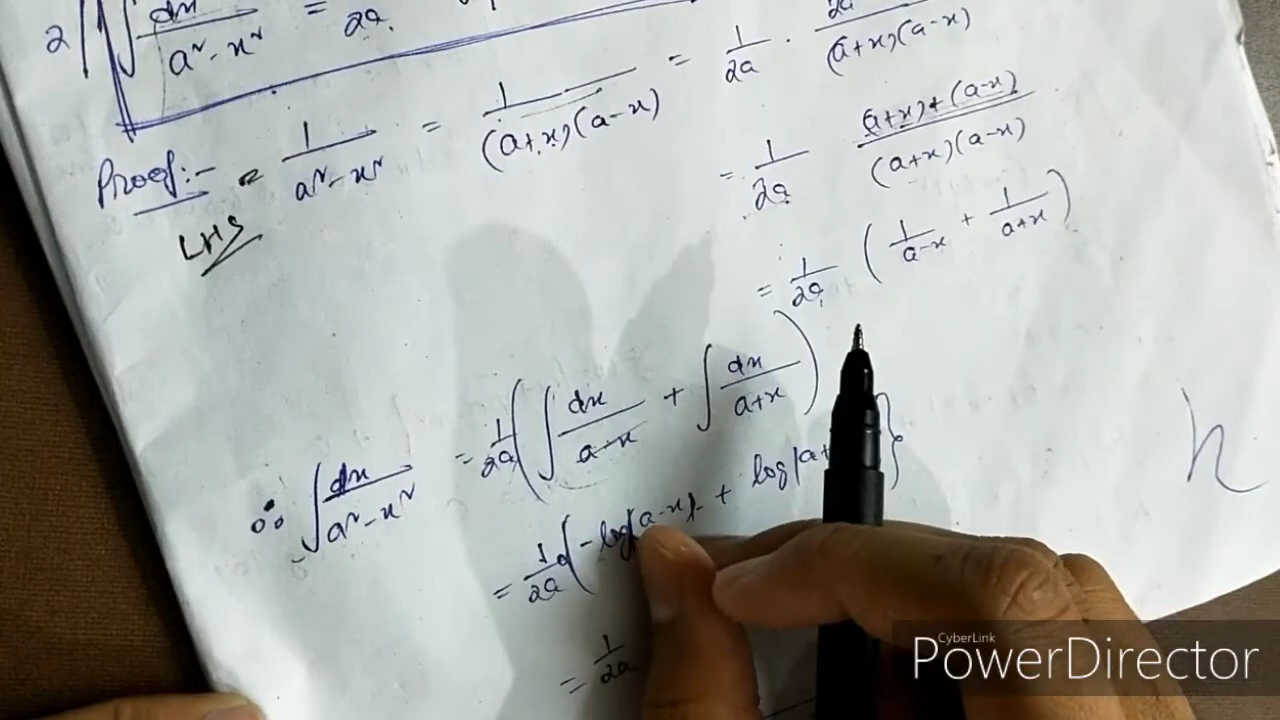 2 ∫ dx/(a² - x²) = 1/2a
Proof:- = 1/(a² - x²) = 1/((a+x)(a-x)) = 1/2a · 2a/((a+x)(a-x))
LHS
= 1/2a ((a+x)+(a-x))/((a+x)(a-x))
= 1/2a (1/(a-x) + 1/(a+x))
∴ ∫ dx/(a² - x²) = 1/2a (∫ dx/(a-x) + ∫ dx/(a+x))
= 1/2a { -log|a-x| + log|a+ }
= 1/2a
h
CyberLink
PowerDirector